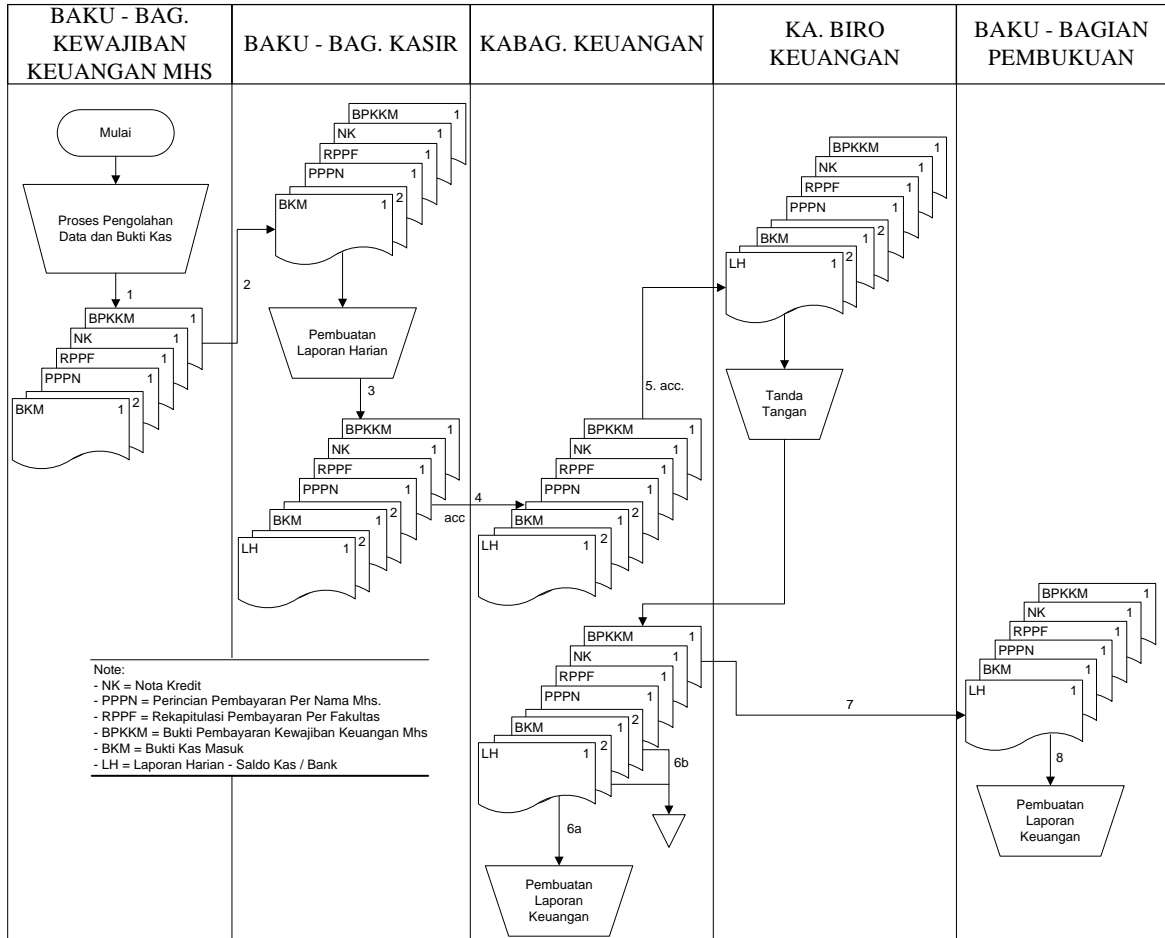 BAKU - BAG.
KEWAJIBAN
KEUANGAN MHS
BAKU - BAG. KASIR
KABAG. KEUANGAN
KA. BIRO
KEUANGAN
BAKU - BAGIAN
PEMBUKUAN
Mulai
Proses Pengolahan
Data dan Bukti Kas
1
BPKKM 1
NK 1
RPPF 1
PPPN 1
2
BKM 1
2
BPKKM 1
NK 1
RPPF 1
PPPN 1
2
BKM 1
Pembuatan
Laporan Harian
3
BPKKM 1
NK 1
RPPF 1
PPPN 1
2
BKM 1
2
LH 1
4
acc
BPKKM 1
NK 1
RPPF 1
PPPN 1
2
BKM 1
2
LH 1
5. acc.
BPKKM 1
NK 1
RPPF 1
PPPN 1
2
BKM 1
2
LH 1
Tanda
Tangan
BPKKM 1
NK 1
RPPF 1
PPPN 1
2
BKM 1
2
LH 1
6b
6a
Pembuatan
Laporan
Keuangan
7
BPKKM 1
NK 1
RPPF 1
PPPN 1
BKM 1
LH 1
8
Pembuatan
Laporan
Keuangan
Note:
- NK = Nota Kredit
- PPPN = Perincian Pembayaran Per Nama Mhs.
- RPPF = Rekapitulasi Pembayaran Per Fakultas
- BPKKM = Bukti Pembayaran Kewajiban Keuangan Mhs
- BKM = Bukti Kas Masuk
- LH = Laporan Harian - Saldo Kas / Bank